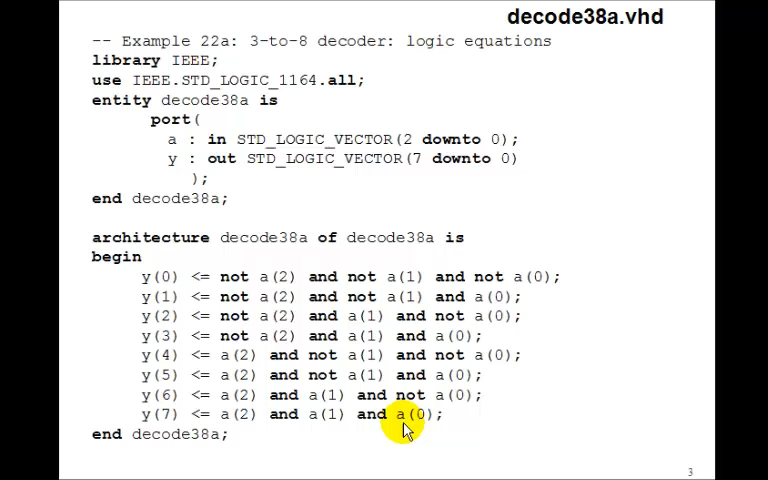 decode38a.vhd
-- Example 22a: 3-to-8 decoder: logic equations
library IEEE;
use IEEE.STD_LOGIC_1164.all;
entity decode38a is
port(
a : in STD_LOGIC_VECTOR(2 downto 0);
y : out STD_LOGIC_VECTOR(7 downto 0)
);
end decode38a;
architecture decode38a of decode38a is
begin
y(0) <= not a(2) and not a(1) and not a(0);
y(1) <= not a(2) and not a(1) and a(0);
y(2) <= not a(2) and a(1) and not a(0);
y(3) <= not a(2) and a(1) and a(0);
y(4) <= a(2) and not a(1) and not a(0);
y(5) <= a(2) and not a(1) and a(0);
y(6) <= a(2) and a(1) and not a(0);
y(7) <= a(2) and a(1) and a(0);
end decode38a;
3